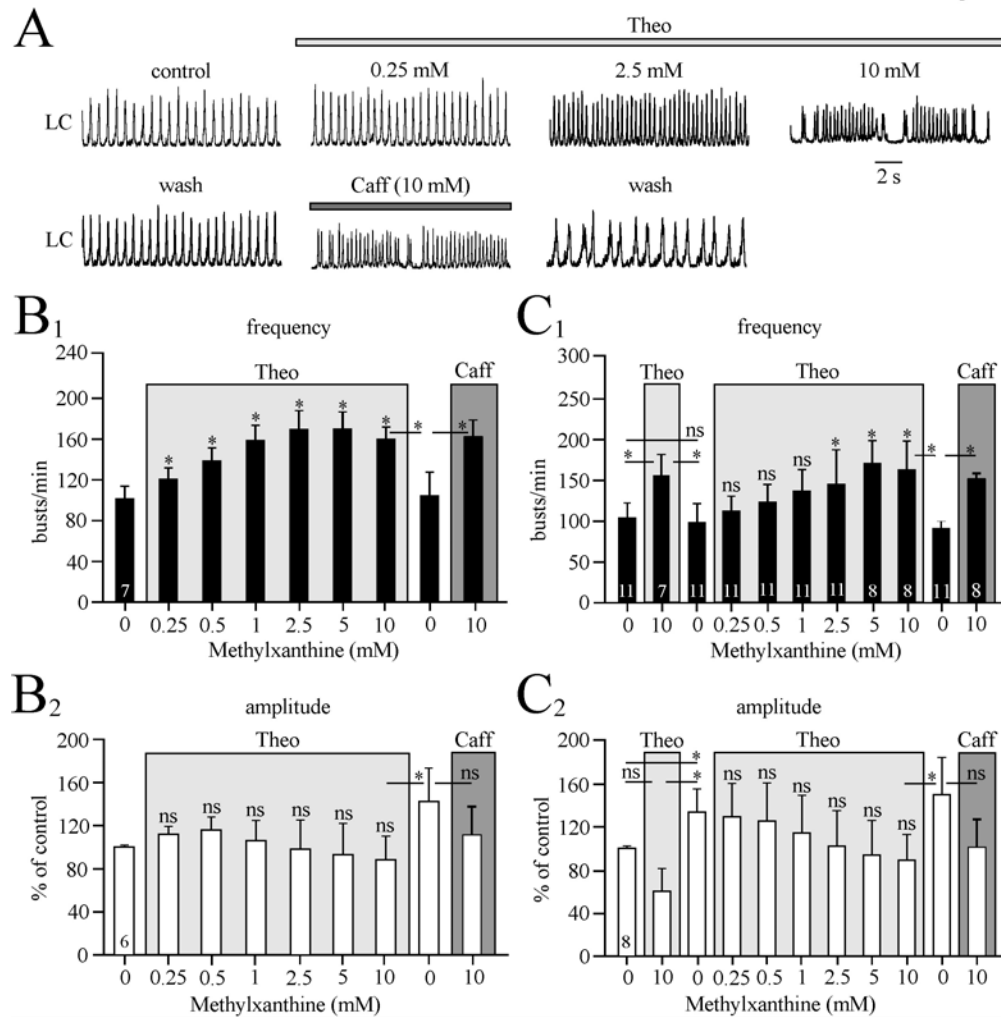 A
Theo
control 0.25 mM 2.5 mM 10 mM
LC
2 s
wash Caff (10 mM) wash
LC
B1
frequency
Theo
Caff
240
200
160
120
80
40
0
busts/min
* * * * * * * *
7
0 0.25 0.5 1 2.5 5 10 0 10
Methylxanthine (mM)
C1
frequency
Theo
Theo
Caff
300
250
200
150
100
50
0
busts/min
ns
* * ns ns ns * * * * *
11 7 11 11 11 11 11 8 8 11 8
0 10 0 0.25 0.5 1 2.5 5 10 0 10
Methylxanthine (mM)
B2
amplitude
Theo
Caff
200
160
120
80
40
0
% of control
ns ns ns ns ns ns * ns
6
0 0.25 0.5 1 2.5 5 10 0 10
Methylxanthine (mM)
C2
amplitude
Theo
Theo
Caff
200
160
120
80
40
0
% of control
*
ns * ns ns ns ns ns ns * ns
8
0 10 0 0.25 0.5 1 2.5 5 10 0 10
Methylxanthine (mM)